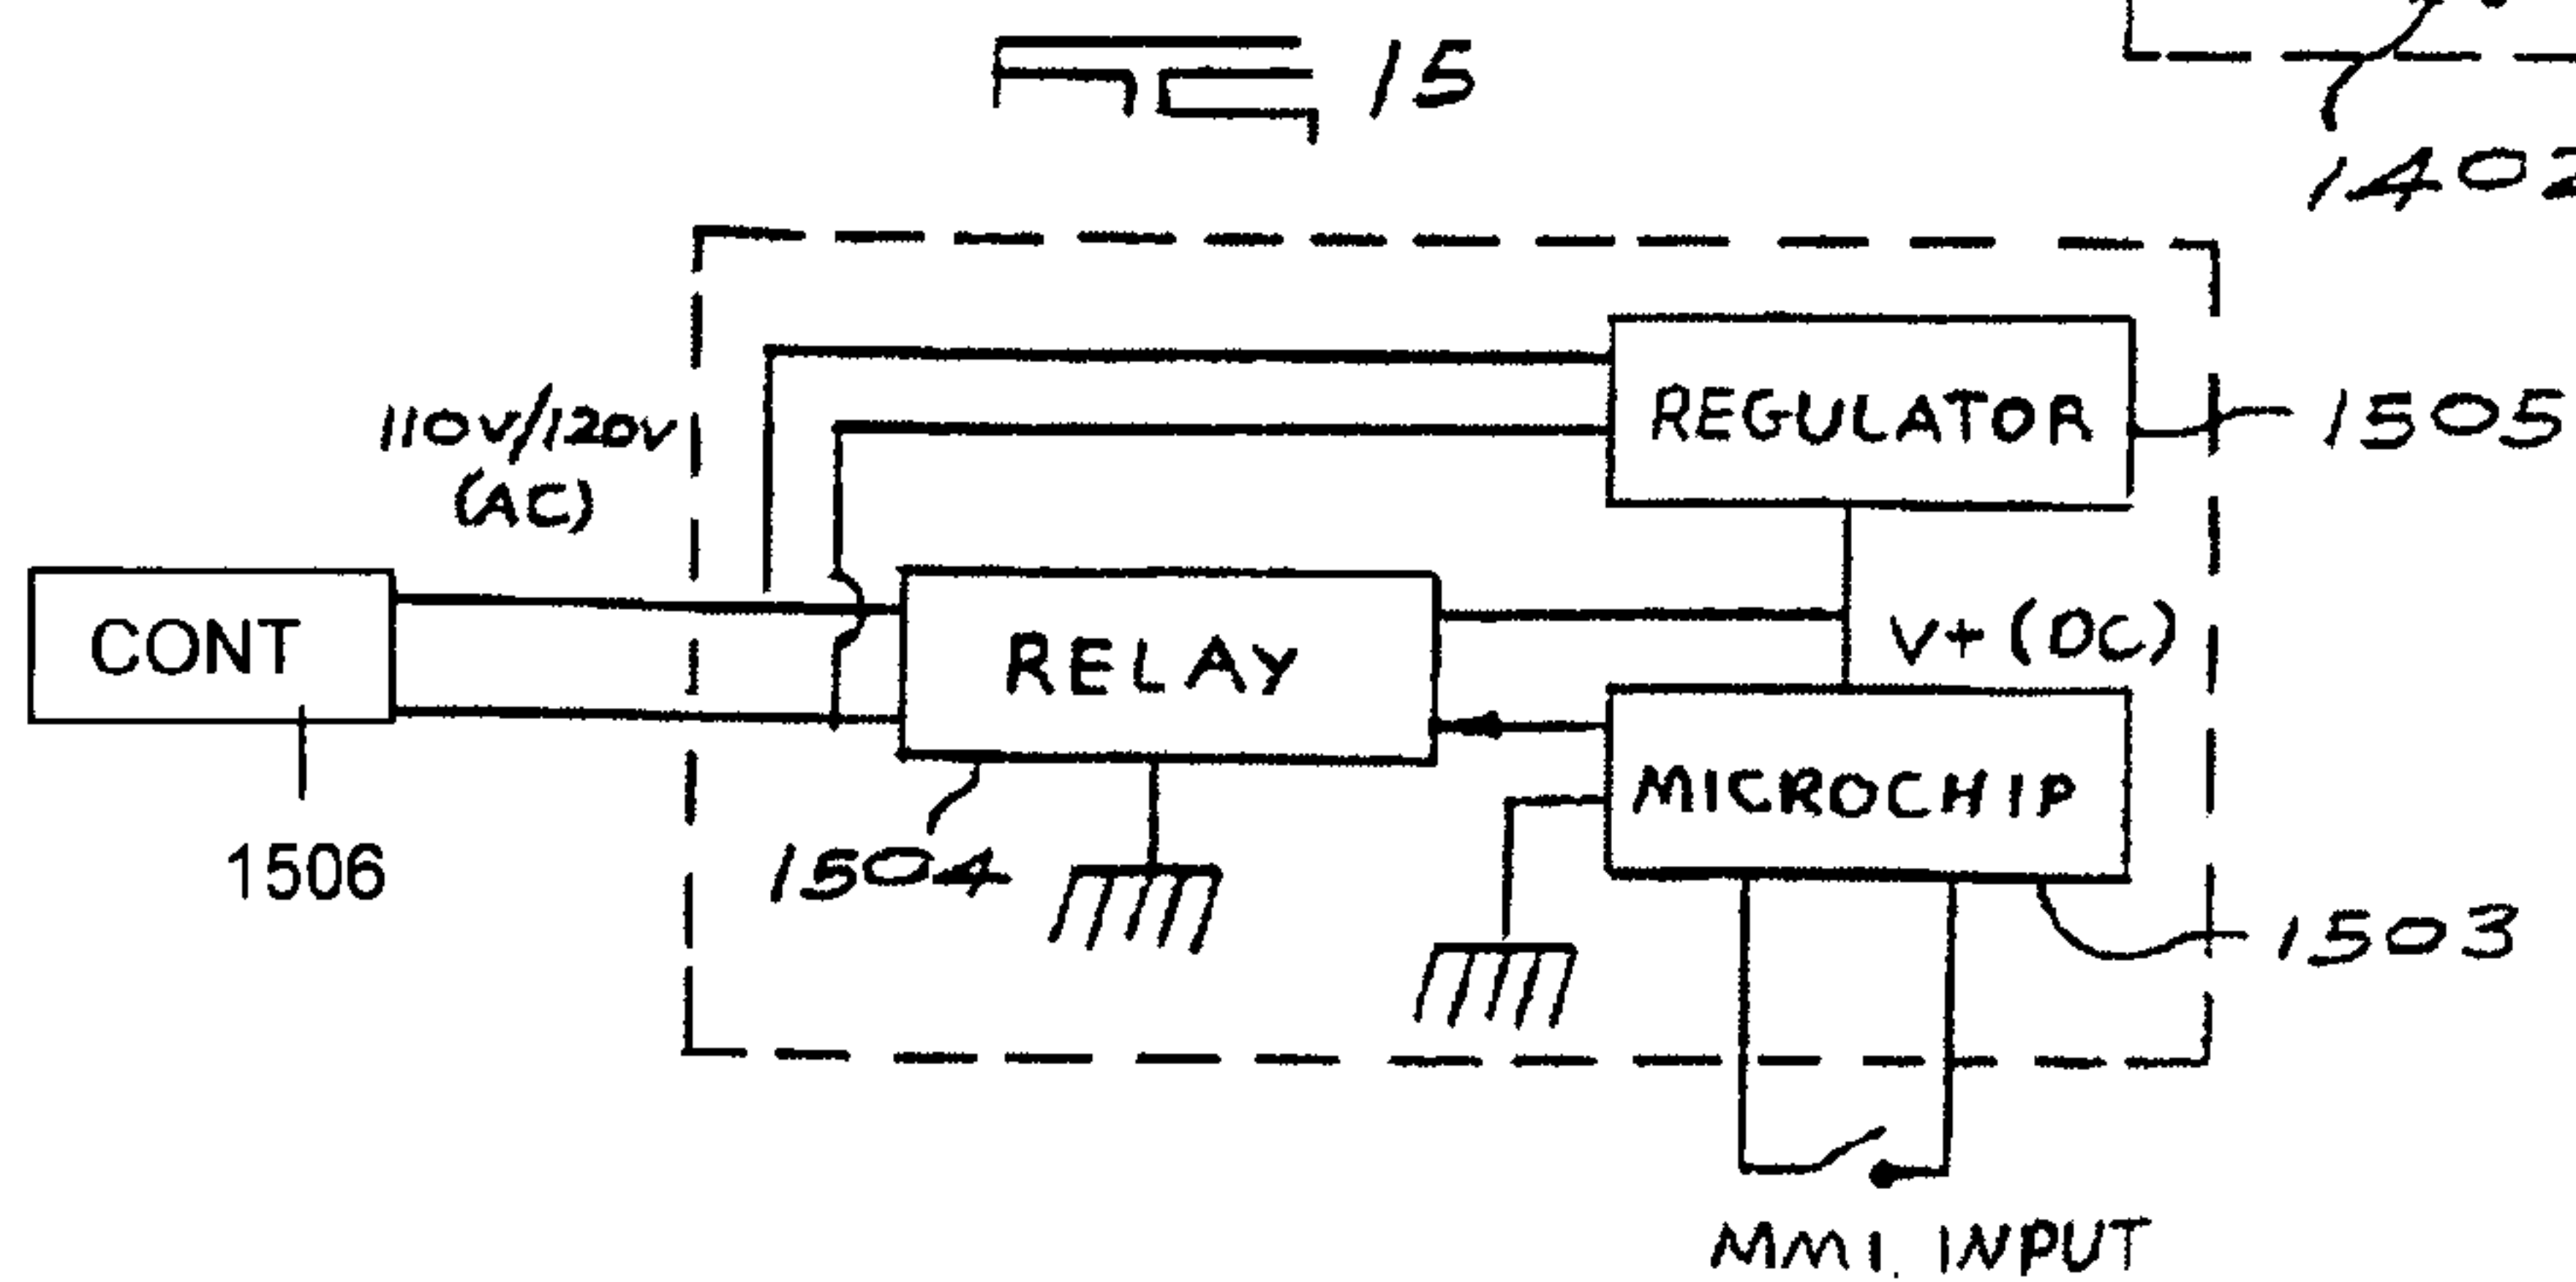 15
1402
REGULATOR
1505
110V/120V
(AC)
CONT
RELAY
V+ (DC)
MICROCHIP
1506
1504
1503
MMI. INPUT